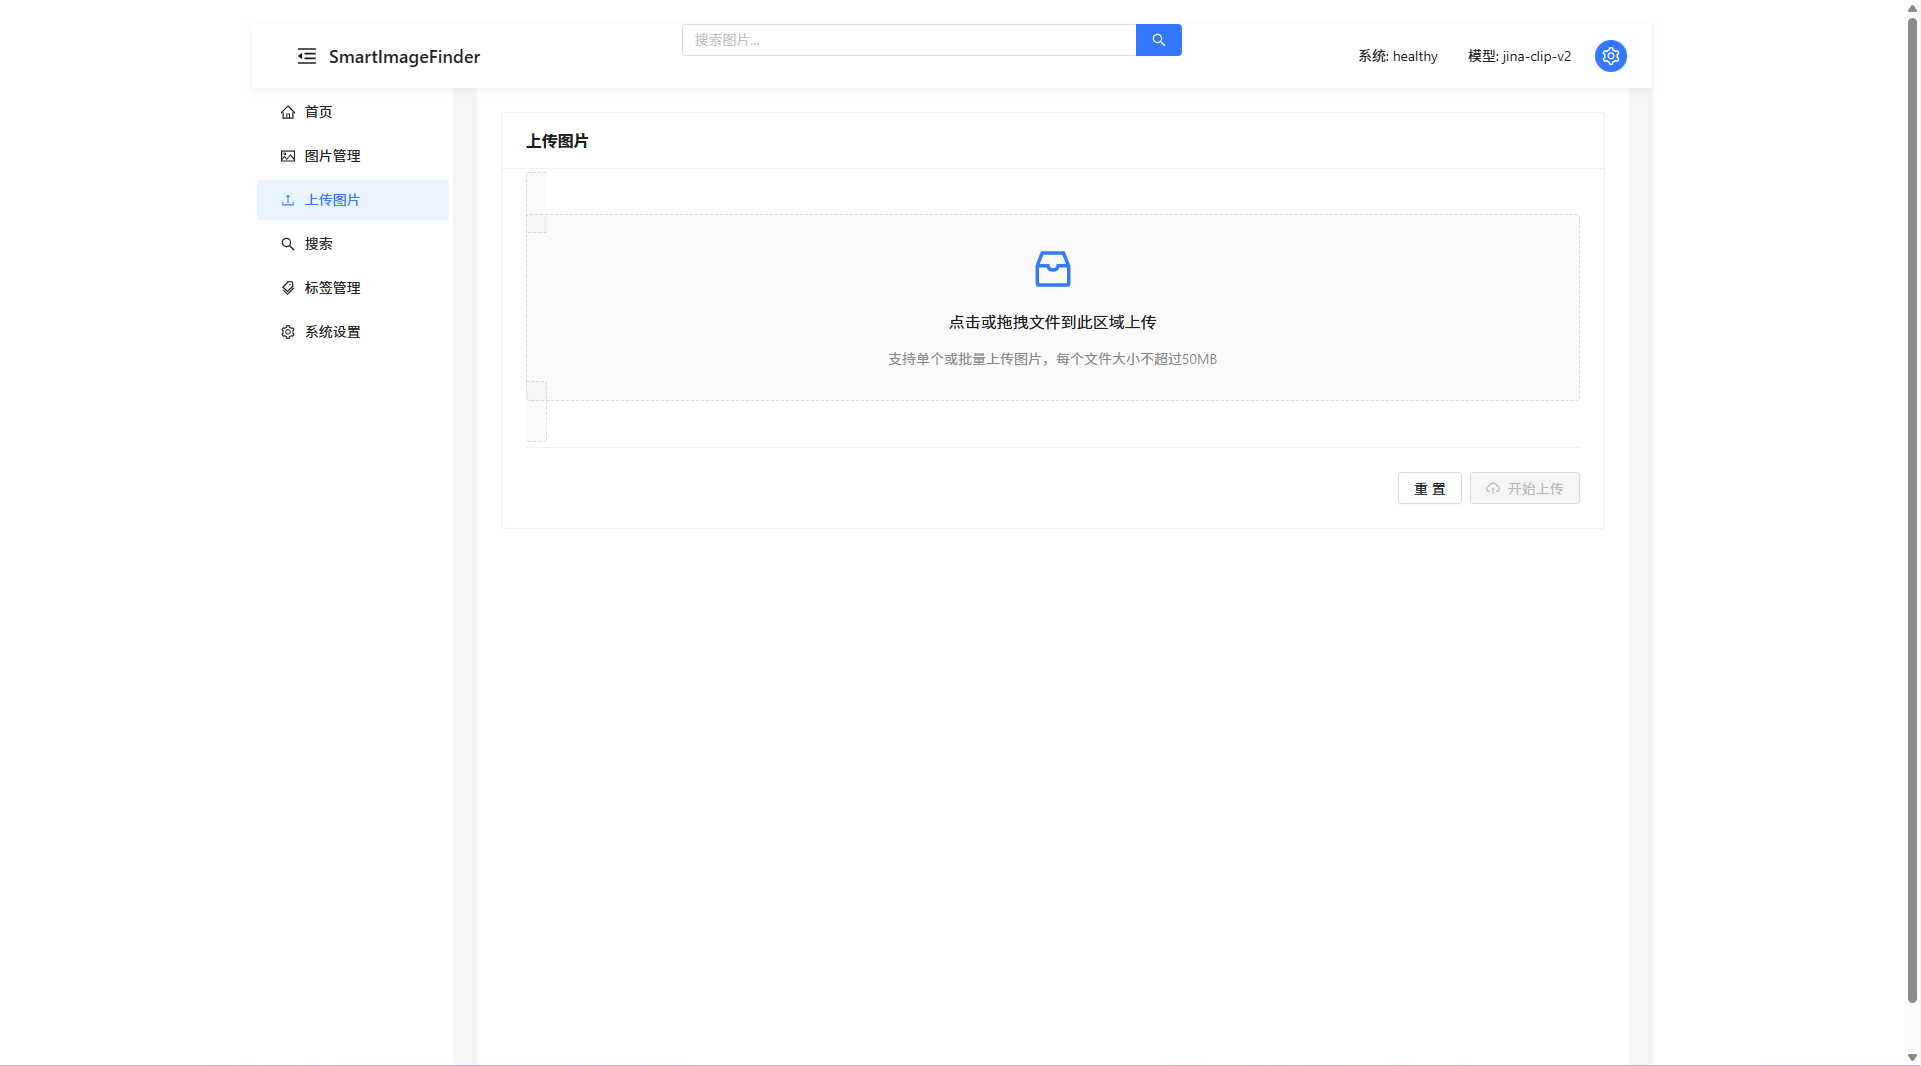 SmartImageFinder
搜索图片...
系统: healthy
模型: jina-clip-v2
首页
图片管理
上传图片
搜索
标签管理
系统设置
上传图片
点击或拖拽文件到此区域上传
支持单个或批量上传图片，每个文件大小不超过50MB
重 置
开始上传